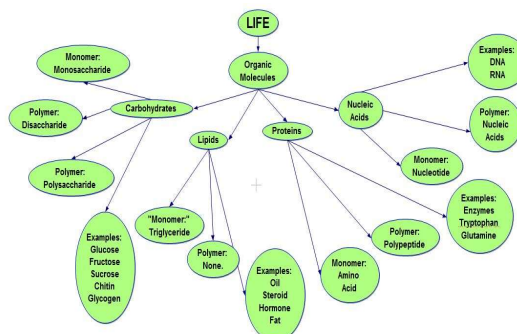 LIFE
Organic
Molecules
Monomer:
Monosaccharide
Carbohydrates
Polymer:
Disaccharide
Polymer:
Polysaccharide
Examples:
Glucose
Fructose
Sucrose
Chitin
Glycogen
Lipids
"Monomer:"
Triglyceride
Polymer:
None.
Examples:
Oil
Steroid
Hormone
Fat
Proteins
Monomer:
Amino
Acid
Polymer:
Polypeptide
Examples:
Enzymes
Tryptophan
Glutamine
Nucleic
Acids
Examples:
DNA
RNA
Polymer:
Nucleic
Acids
Monomer:
Nucleotide